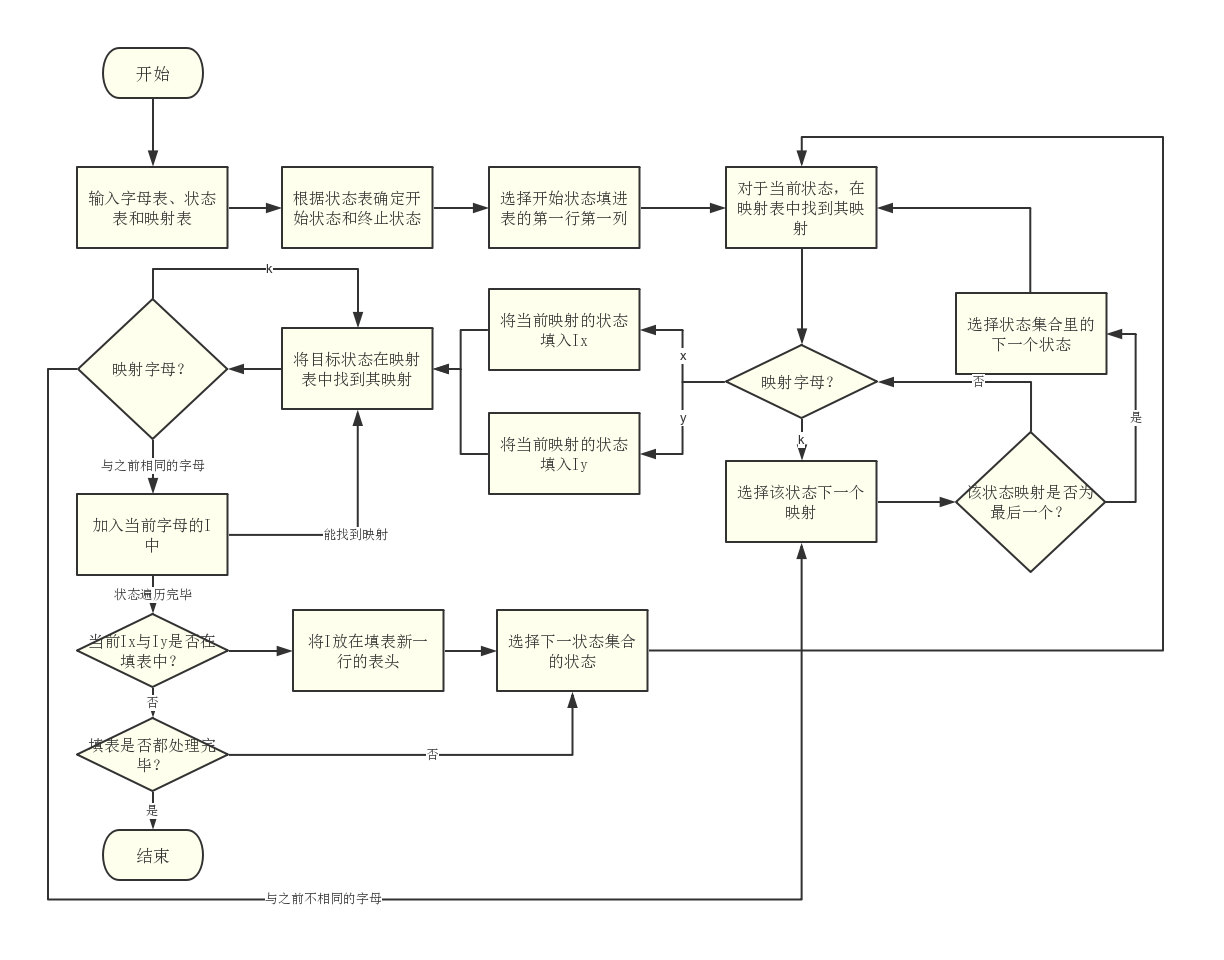 开始
输入字母表、状态
表和映射表
根据状态表确定开
始状态和终止状态
选择开始状态填进
表的第一行第一列
对于当前状态，在
映射表中找到其映
射
k
将当前映射的状态
填入Ix
选择状态集合里的
下一个状态
映射字母？
将目标状态在映射
表中找到其映射
x
映射字母？
否
y
是
将当前映射的状态
填入Iy
k
与之前相同的字母
选择该状态下一个
映射
该状态映射是否为
最后一个？
加入当前字母的I
中
能找到映射
状态遍历完毕
当前Ix与Iy是否在
填表中？
将I放在填表新一
行的表头
选择下一状态集合
的状态
否
填表是否都处理完
毕？
否
是
结束
与之前不相同的字母